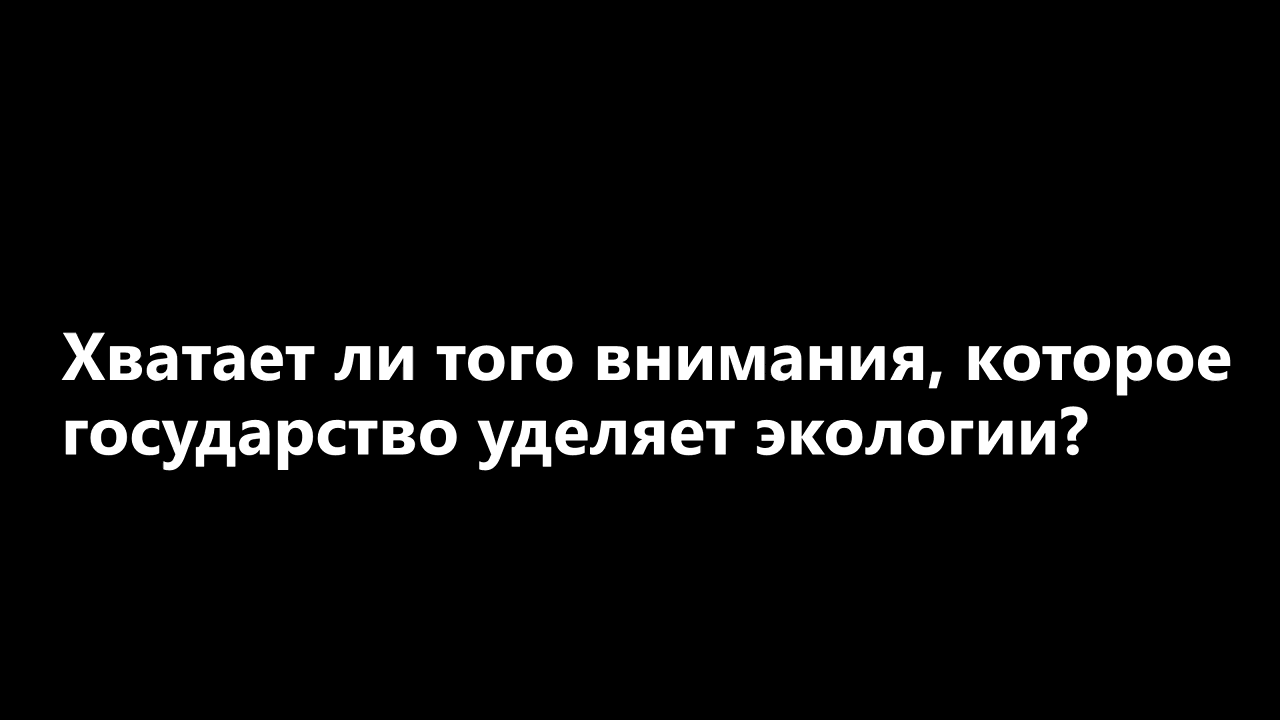 Хватает ли того внимания, которое
государство уделяет экологии?